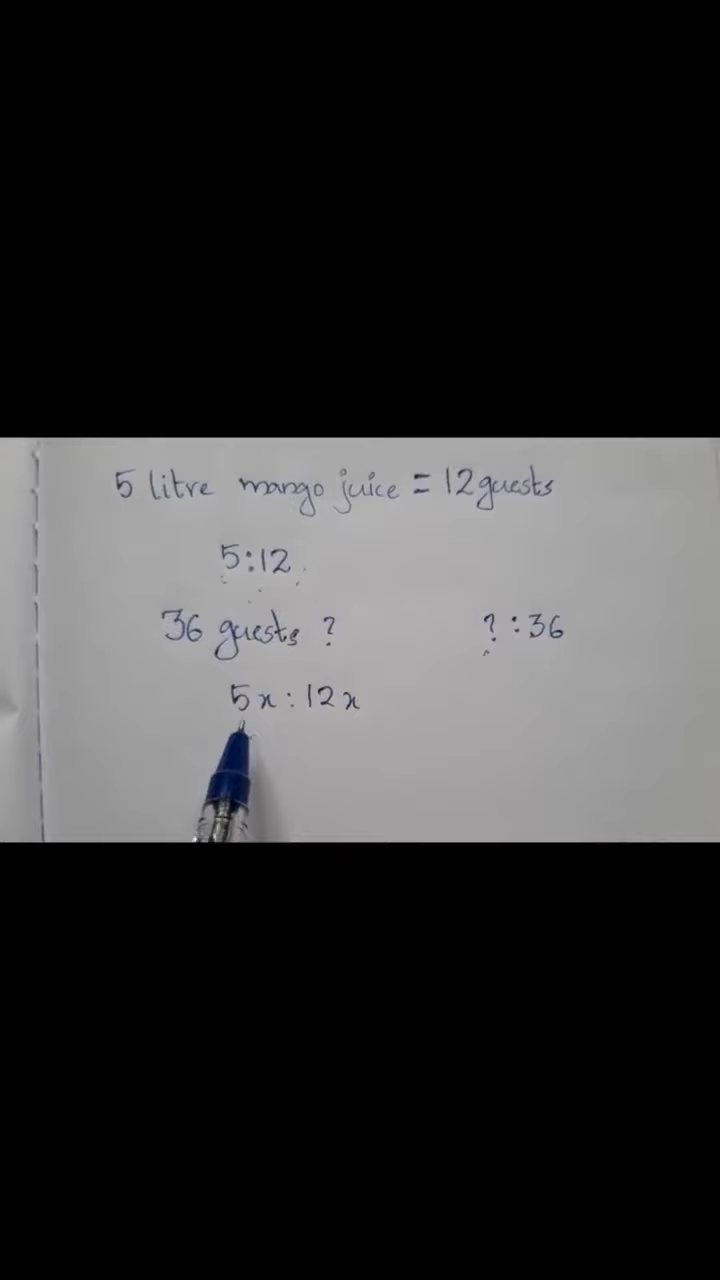 5 litre mango juice = 12 guests
5:12
36 guests ? ? : 36
5x : 12x